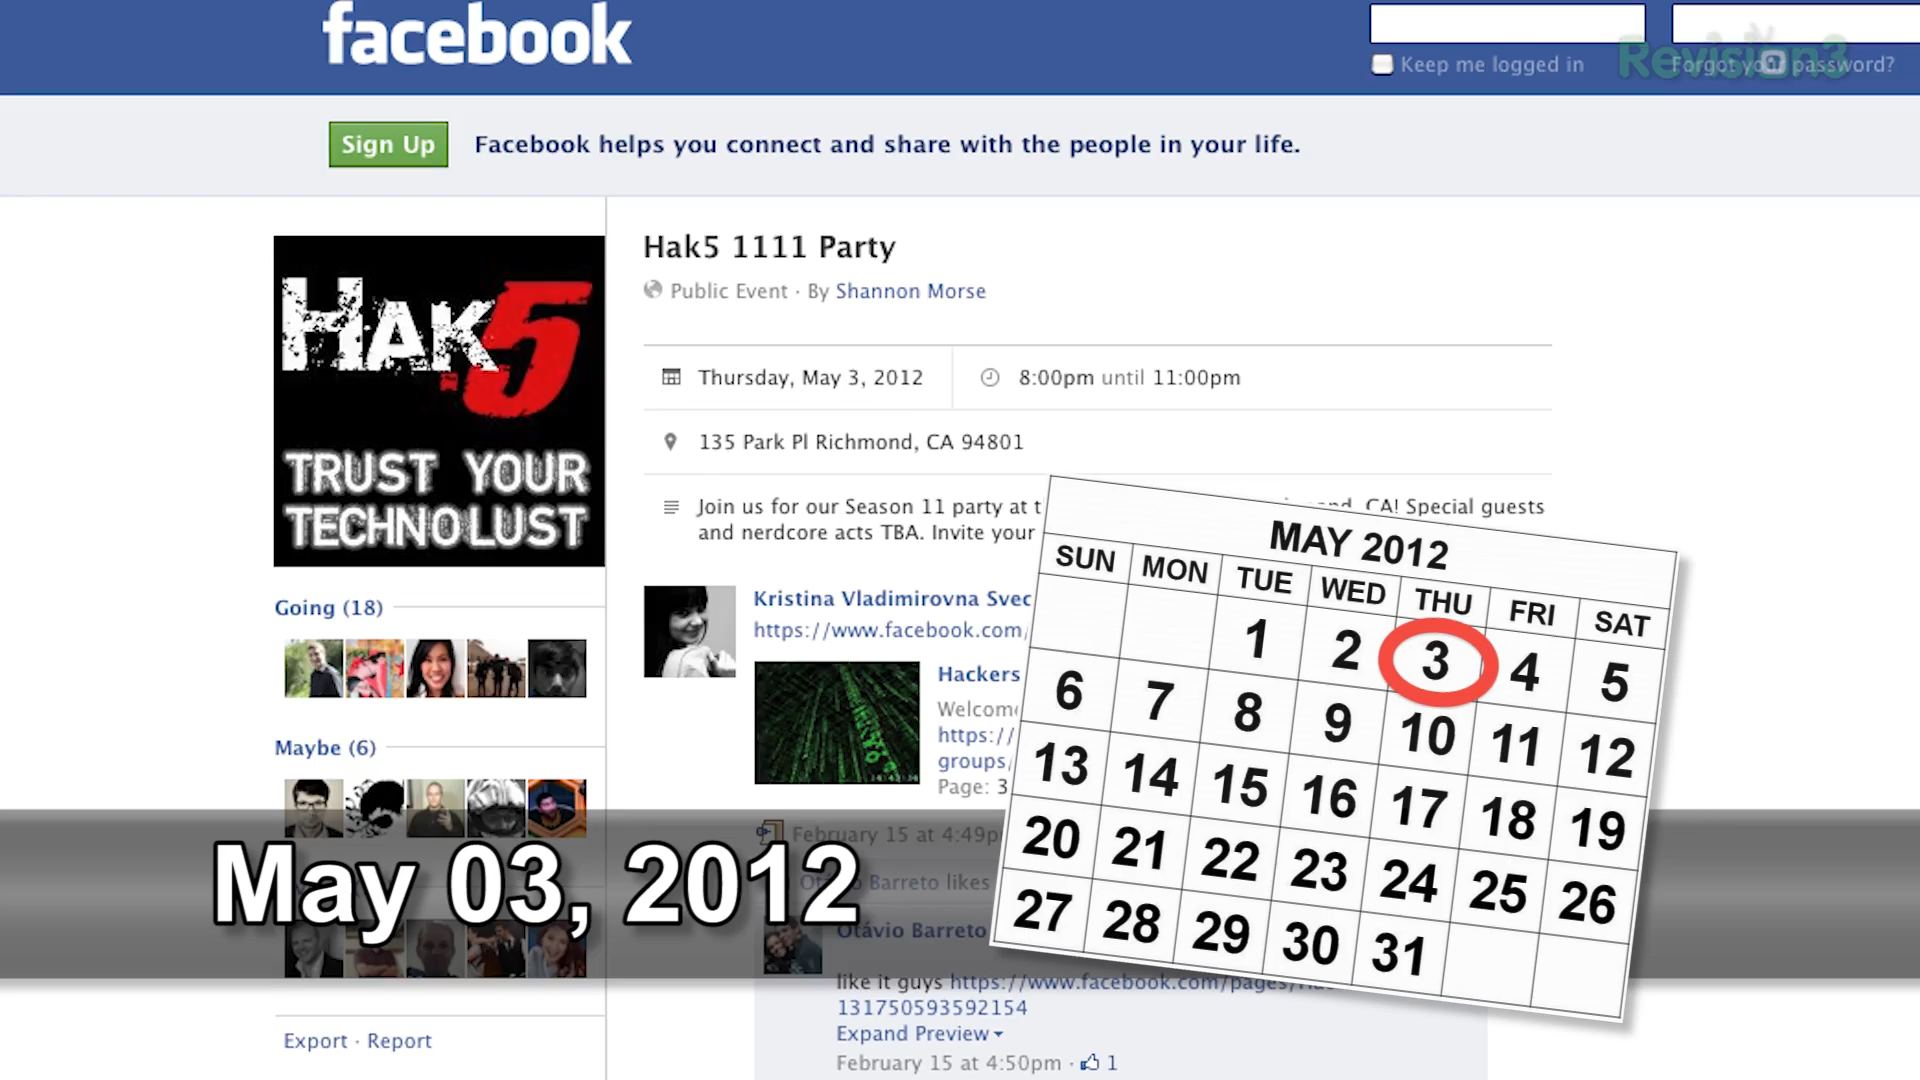 facebook
Keep me logged in
Forgot your password?
Revision3
Sign Up
Facebook helps you connect and share with the people in your life.
HAK5
TRUST YOUR
TECHNOLUST
Hak5 1111 Party
Public Event · By Shannon Morse
Thursday, May 3, 2012
8:00pm until 11:00pm
135 Park Pl Richmond, CA 94801
Join us for our Season 11 party at CA! Special guests
and nerdcore acts TBA. Invite your
Going (18)
Maybe (6)
Export · Report
Kristina Vladimirovna
https://www.facebook.com/
Hackers
https://
groups
Page: 3
February 15 at 4:49p
Otávio Barreto likes
Otávio Barreto
like it guys https://www.facebook.com/pages/
131750593592154
Expand Preview
February 15 at 4:50pm · 1
May 03, 2012
MAY 2012
SUN MON TUE WED THU FRI SAT
1 2 3 4 5
6 7 8 9 10 11 12
13 14 15 16 17 18 19
20 21 22 23 24 25 26
27 28 29 30 31